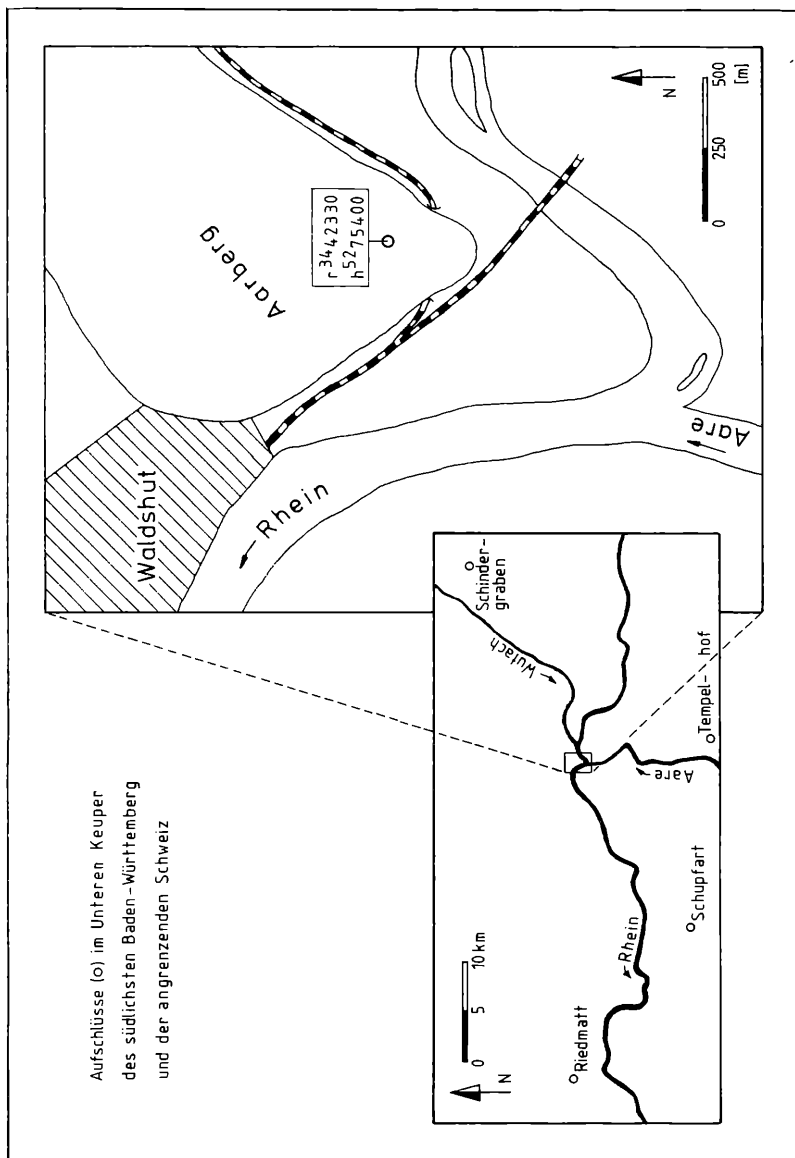 Aufschlüsse (o) im Unteren Keuper
des südlichsten Baden-Württemberg
und der angrenzenden Schweiz
Waldshut
Aarberg
r 3442330
h 5275400
Rhein
Aare
N
0 250 500
[m]
N
0 5 10 km
Riedmatt
Rhein
Schupfart
Wutach
Schinder-
graben
Aare
Tempel-hof